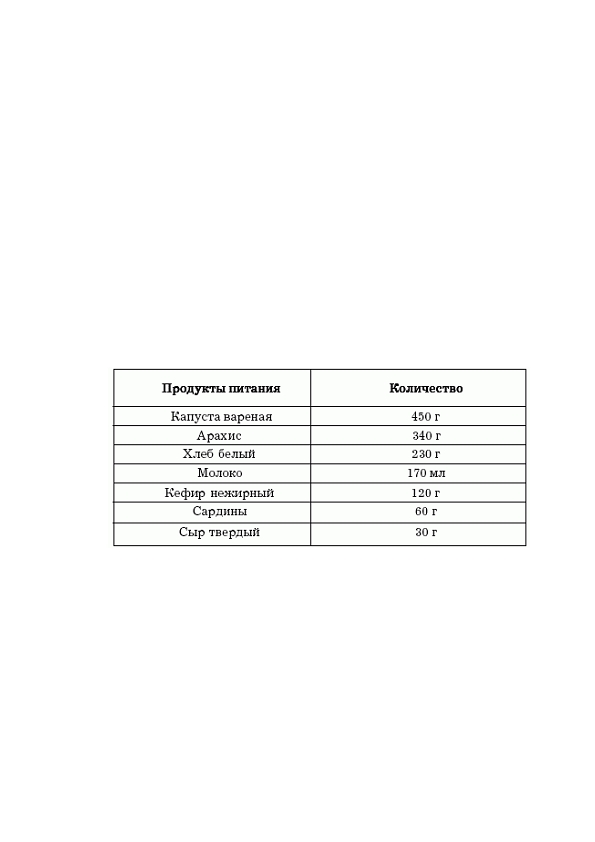 Продукты питания Количество
Капуста вареная 450 г
Арахис 340 г
Хлеб белый 230 г
Молоко 170 мл
Кефир нежирный 120 г
Сардины 60 г
Сыр твердый 30 г